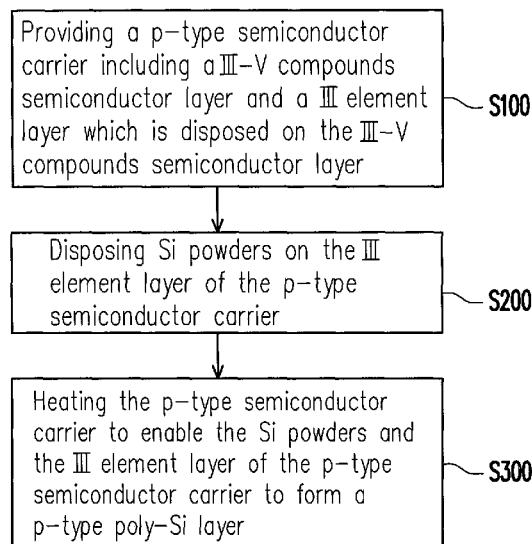 Providing a p-type semiconductor
carrier including a Ⅲ-V compounds
semiconductor layer and a Ⅲ element
layer which is disposed on the Ⅲ-V
compounds semiconductor layer
S100
Disposing Si powders on the Ⅲ
element layer of the p-type
semiconductor carrier
S200
Heating the p-type semiconductor
carrier to enable the Si powders and
the Ⅲ element layer of the p-type
semiconductor carrier to form a
p-type poly-Si layer
S300